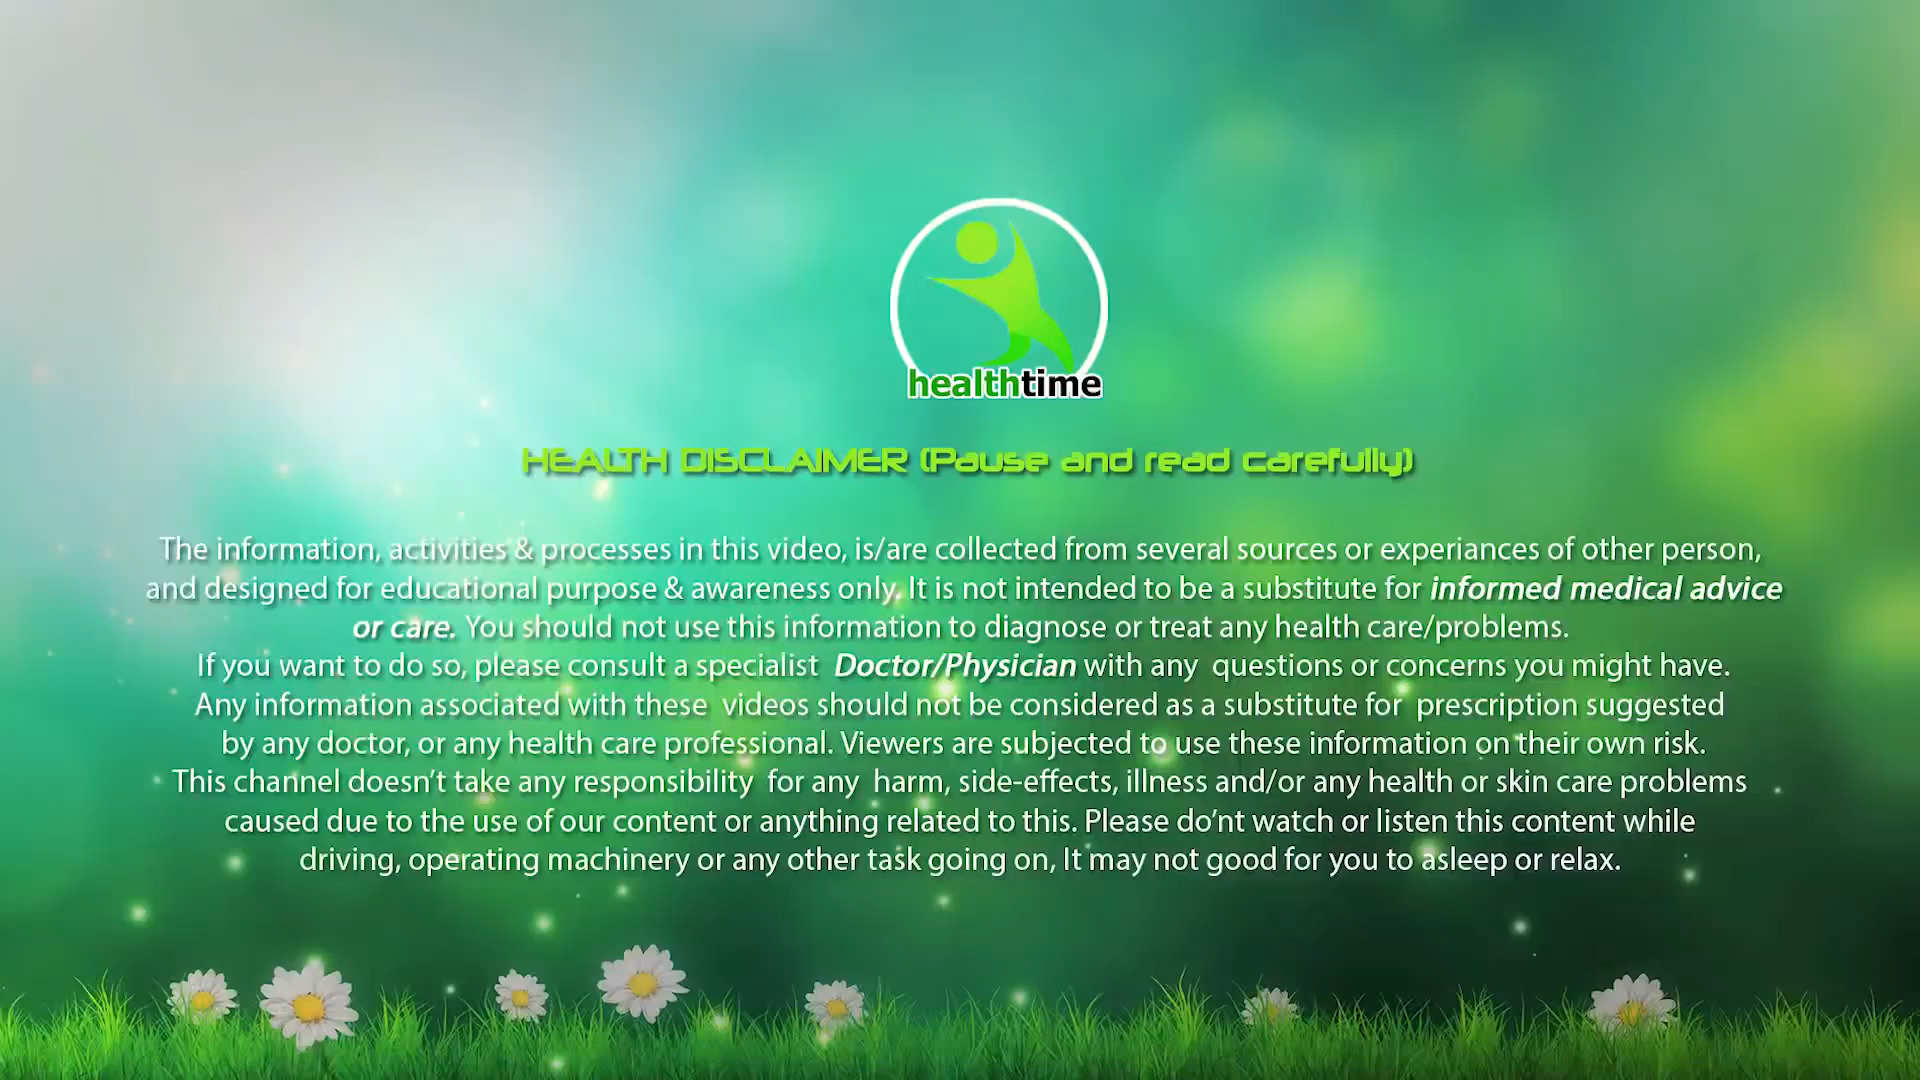 healthtime
HEALTH DISCLAIMER (Pause and read carefully)
The information, activities & processes in this video, is/are collected from several sources or experiances of other person,
and designed for educational purpose & awareness only. It is not intended to be a substitute for informed medical advice
or care. You should not use this information to diagnose or treat any health care/problems.
If you want to do so, please consult a specialist Doctor/Physician with any questions or concerns you might have.
Any information associated with these videos should not be considered as a substitute for prescription suggested
by any doctor, or any health care professional. Viewers are subjected to use these information on their own risk.
This channel doesn't take any responsibility for any harm, side-effects, illness and/or any health or skin care problems
caused due to the use of our content or anything related to this. Please do'nt watch or listen this content while
driving, operating machinery or any other task going on, It may not good for you to asleep or relax.